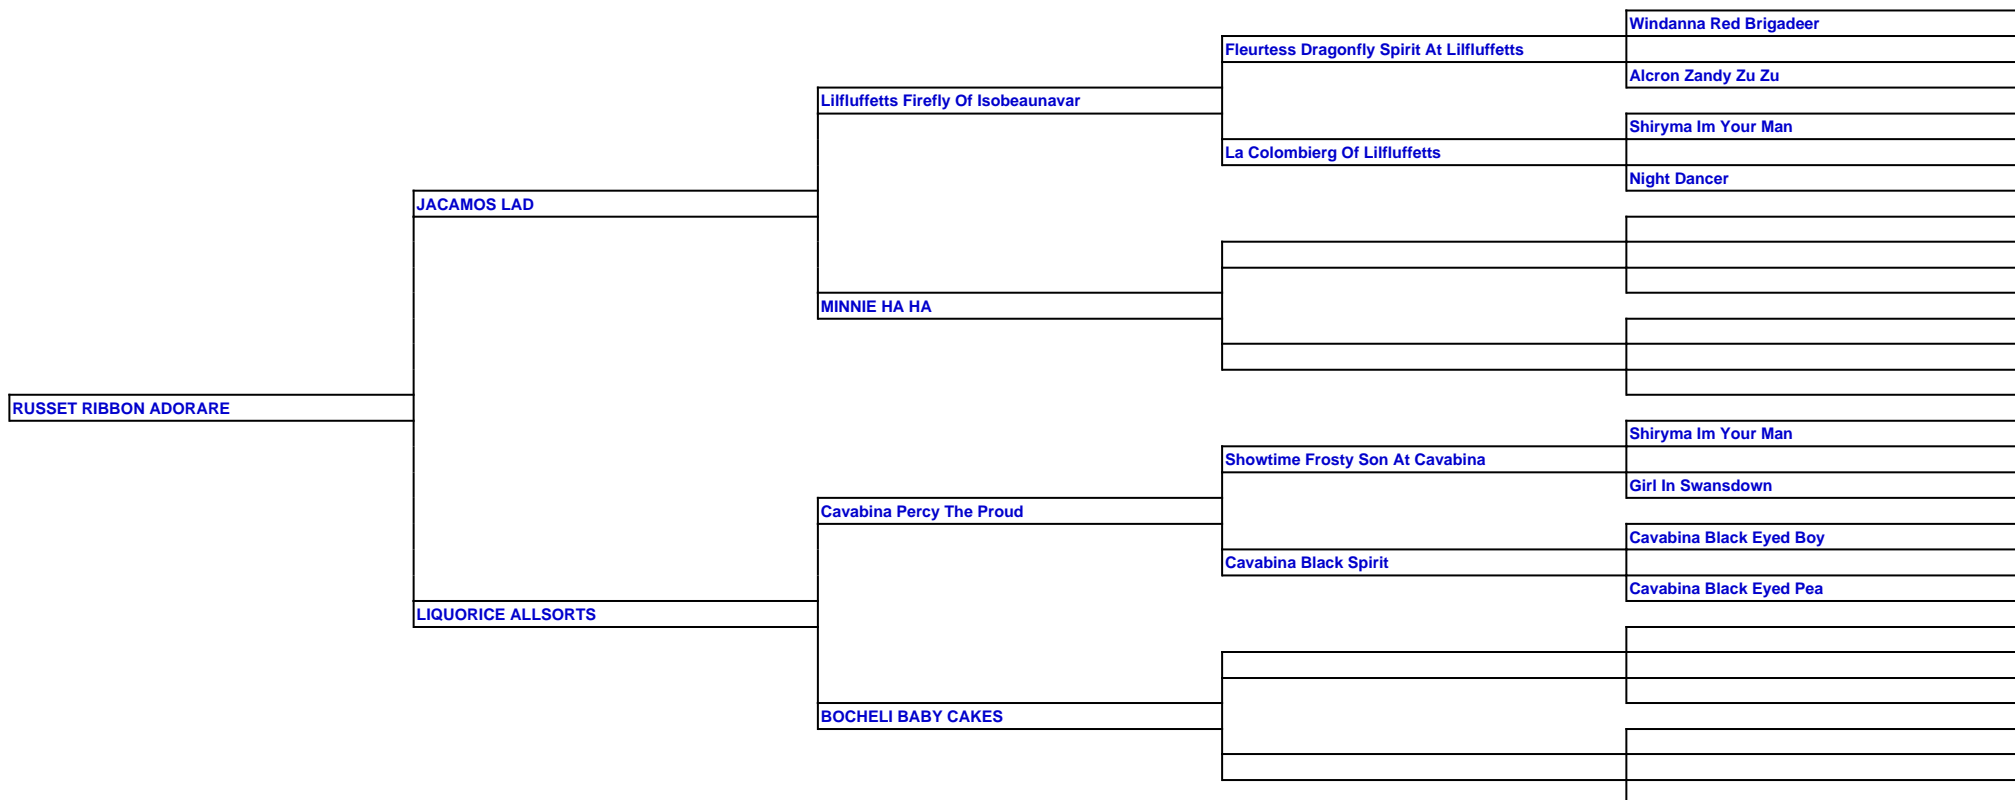 Windanna Red Brigadeer
Fleurtess Dragonfly Spirit At Lilfluffetts
Alcron Zandy Zu Zu
Lilfluffetts Firefly Of Isobeaunavar
Shiryma Im Your Man
La Colombierg Of Lilfluffetts
Night Dancer
JACAMOS LAD
MINNIE HA HA
RUSSET RIBBON ADORARE
Shiryma Im Your Man
Showtime Frosty Son At Cavabina
Girl In Swansdown
Cavabina Percy The Proud
Cavabina Black Eyed Boy
Cavabina Black Spirit
Cavabina Black Eyed Pea
LIQUORICE ALLSORTS
BOCHELI BABY CAKES